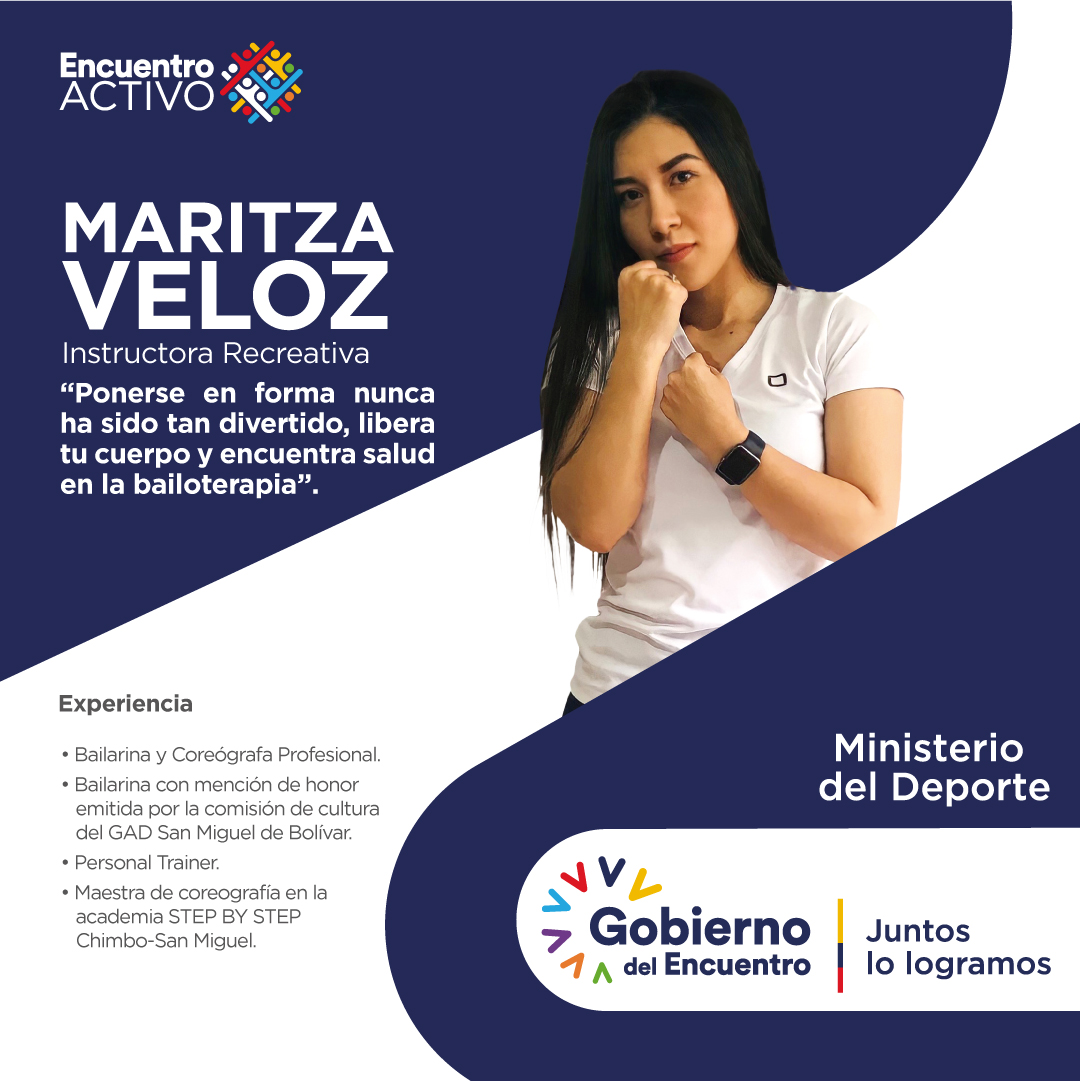 Encuentro
ACTIVO
MARITZA
VELOZ
Instructora Recreativa
“Ponerse en forma nunca
ha sido tan divertido, libera
tu cuerpo y encuentra salud
en la bailoterapia”.
Experiencia
• Bailarina y Coreógrafa Profesional.
• Bailarina con mención de honor
emitida por la comisión de cultura
del GAD San Miguel de Bolívar.
• Personal Trainer.
• Maestra de coreografía en la
academia STEP BY STEP
Chimbo-San Miguel.
Ministerio
del Deporte
Gobierno
del Encuentro
Juntos
lo logramos